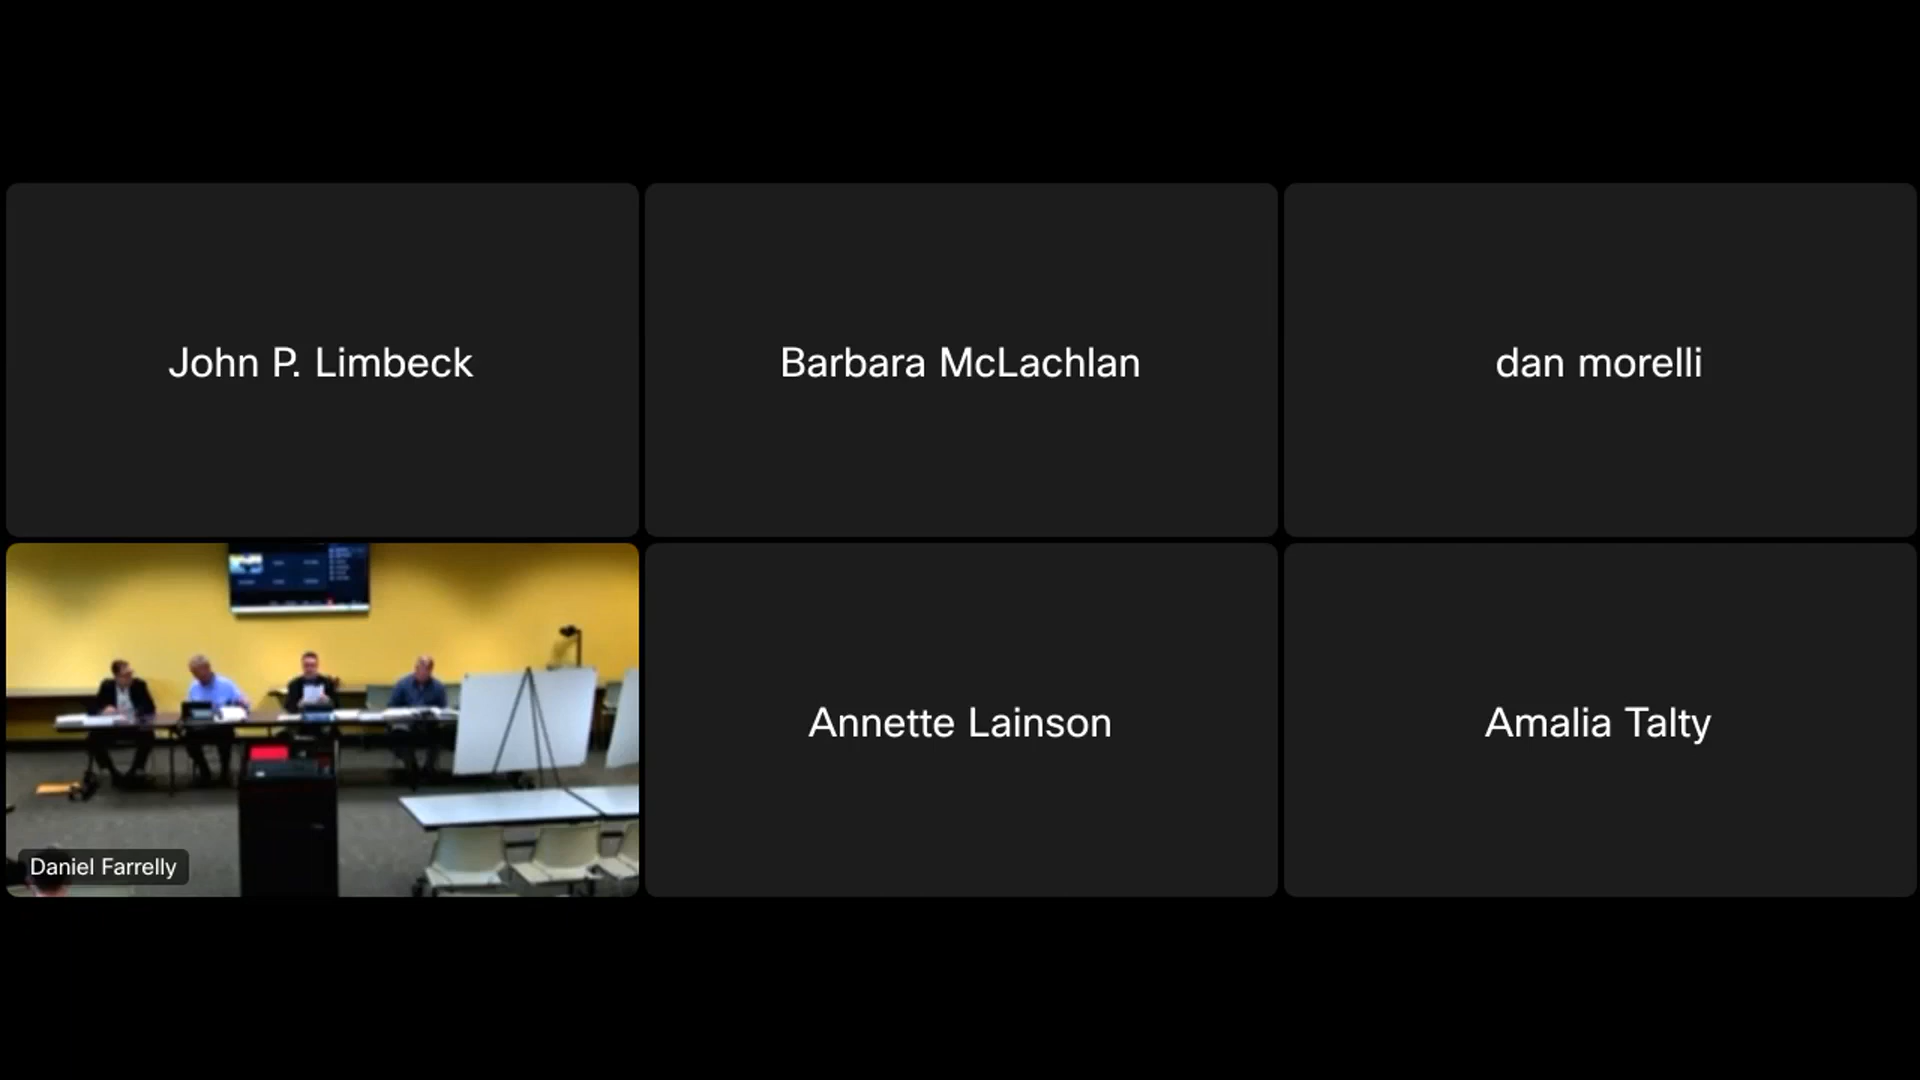 John P. Limbeck
Barbara McLachlan
dan morelli
Daniel Farrelly
Annette Lainson
Amalia Talty